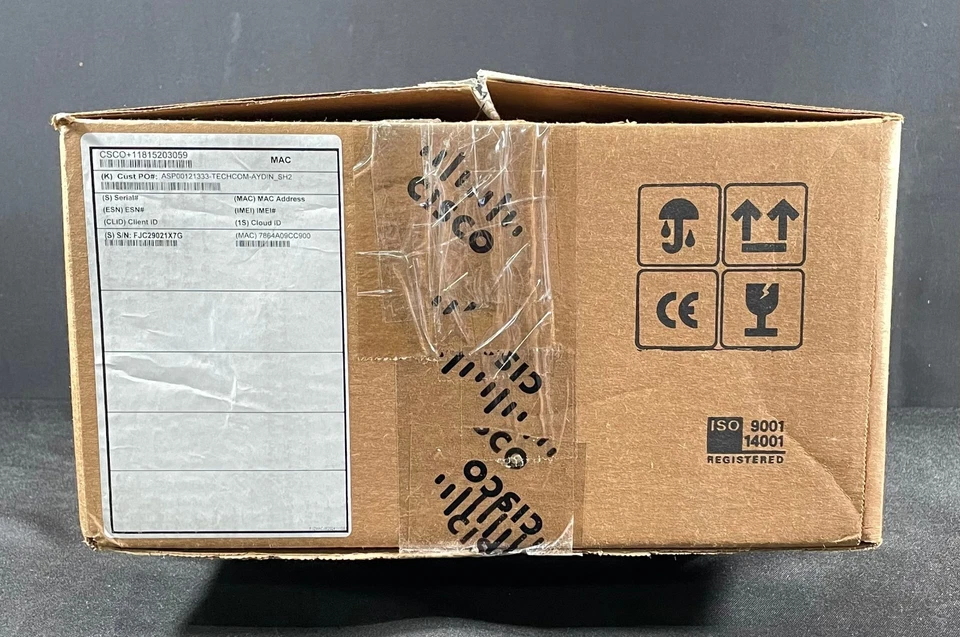 CSCO+11815203059
MAC
(K) Cust PO#: ASP00121333-TECHCOM-AYDIN_SH2
(S) Serial# (MAC) MAC Address
(ESN) ESN# (IMEI) IMEI#
(CLID) Client ID (1S) Cloud ID
(S) S/N: FJC29021X7G (MAC) 7864A09CC900
CISCO
CISCO
CISCO
CISCO
CE
ISO 9001
14001
REGISTERED